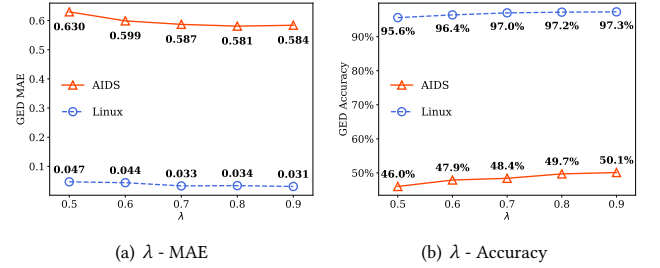 0.6
0.5
0.4
0.3
0.2
0.1
GED MAE
0.630
0.599
0.587
0.581
0.584
AIDS
Linux
0.047
0.044
0.033
0.034
0.031
0.5 0.6 0.7 0.8 0.9
λ
(a) λ - MAE
90%
80%
70%
60%
50%
GED Accuracy
95.6% 96.4% 97.0% 97.2% 97.3%
AIDS
Linux
46.0% 47.9% 48.4% 49.7% 50.1%
0.5 0.6 0.7 0.8 0.9
λ
(b) λ - Accuracy